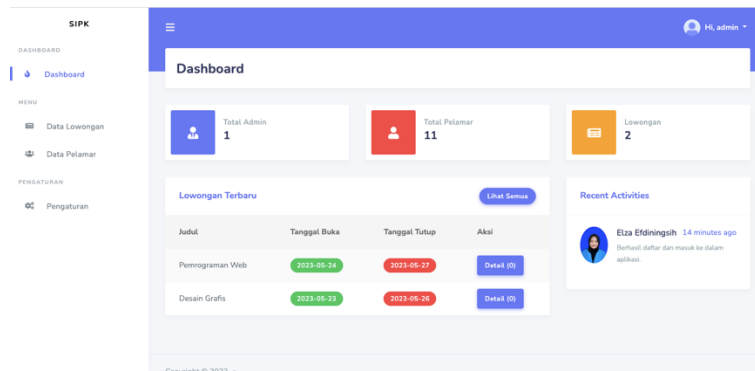 SIPK
Hi, admin
DASHBOARD
Dashboard
MENU
Data Lowongan
Data Pelamar
PENGATURAN
Pengaturan
Dashboard
Total Admin
1
Total Pelamar
11
Lowongan
2
Lowongan Terbaru
Lihat Semua
Judul Tanggal Buka Tanggal Tutup Aksi
Pemrograman Web 2023-05-24 2023-05-27 Detail (0)
Desain Grafis 2023-05-23 2023-05-26 Detail (0)
Recent Activities
Elza Efdiningsih 14 minutes ago
Berhasil daftar dan masuk ke dalam
aplikasi.
Copyright © 2023